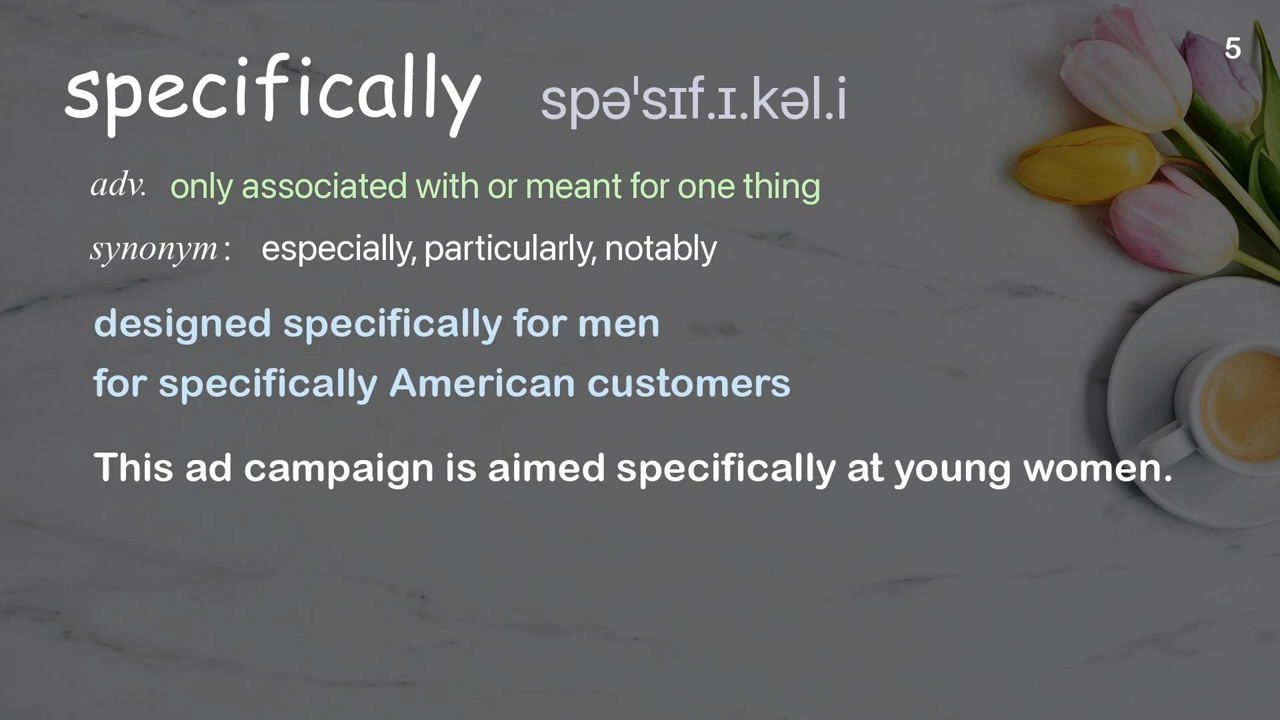 5
specifically spəˈsɪf.ɪ.kəl.i
adv. only associated with or meant for one thing
synonym: especially, particularly, notably
designed specifically for men
for specifically American customers
This ad campaign is aimed specifically at young women.